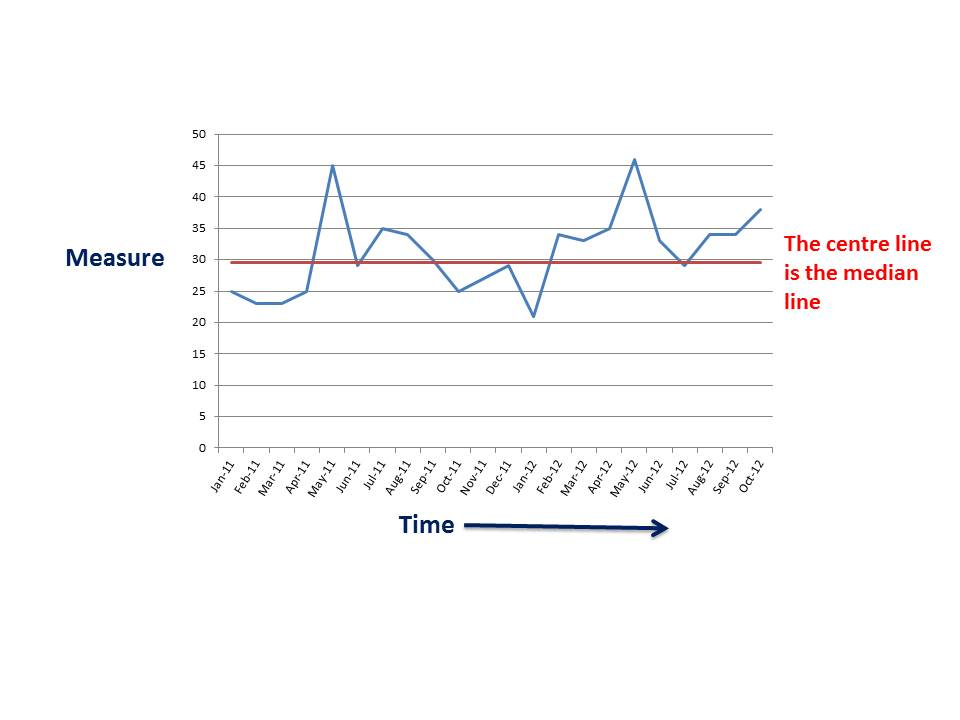 50
45
40
35
30
25
20
15
10
5
0
Measure
The centre line
is the median
line
Jan-11
Feb-11
Mar-11
Apr-11
May-11
Jun-11
Jul-11
Aug-11
Sep-11
Oct-11
Nov-11
Dec-11
Jan-12
Feb-12
Mar-12
Apr-12
May-12
Jun-12
Jul-12
Aug-12
Sep-12
Oct-12
Time